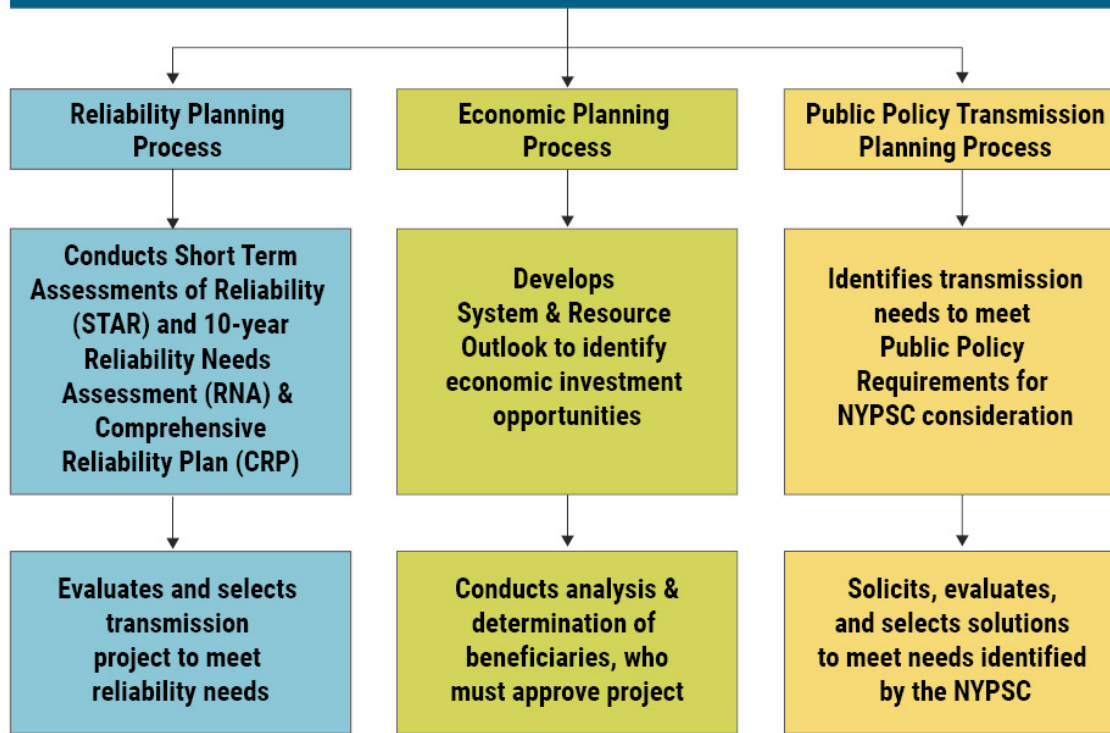 Reliability Planning
Process
Economic Planning
Process
Public Policy Transmission
Planning Process
Conducts Short Term
Assessments of Reliability
(STAR) and 10-year
Reliability Needs
Assessment (RNA) &
Comprehensive
Reliability Plan (CRP)
Develops
System & Resource
Outlook to identify
economic investment
opportunities
Identifies transmission
needs to meet
Public Policy
Requirements for
NYPSC consideration
Evaluates and selects
transmission
project to meet
reliability needs
Conducts analysis &
determination of
beneficiaries, who
must approve project
Solicits, evaluates,
and selects solutions
to meet needs identified
by the NYPSC